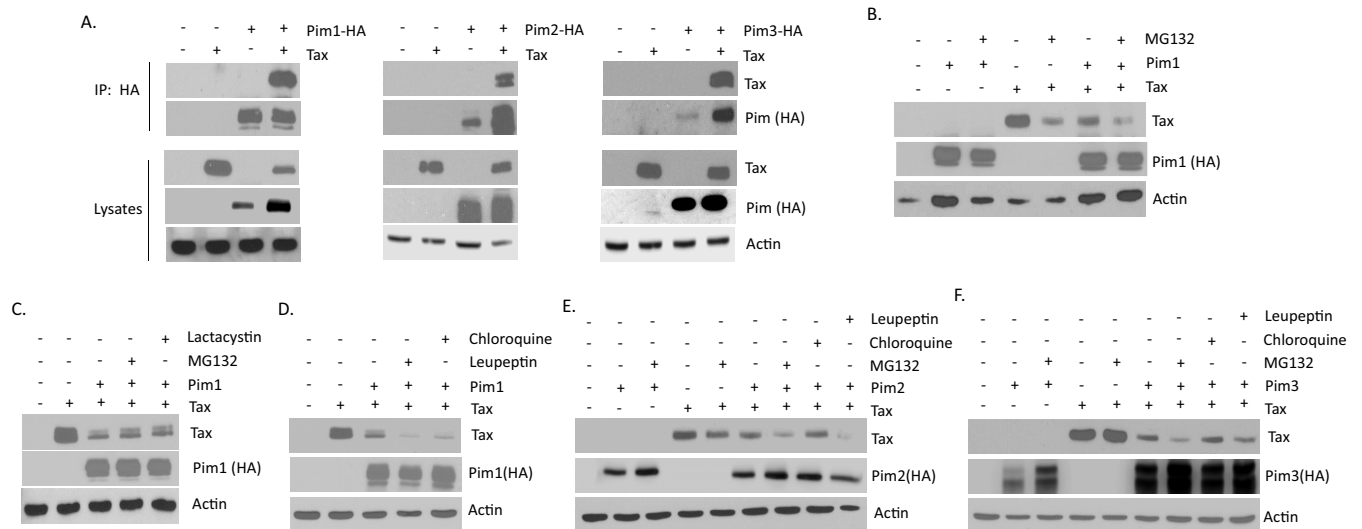 A.
- - + + Pim1-HA
- + - + Tax
- - + + Pim2-HA
- + - + Tax
- - + + Pim3-HA
- + - + Tax
IP: HA
Tax
Pim (HA)
Lysates
Tax
Pim (HA)
Actin
B.
- - + - + - + MG132
- + + - - + + Pim1
- - - + + + + Tax
Tax
Pim1 (HA)
Actin
C.
- - - - + Lactacystin
- - - + - MG132
- - + + + Pim1
- + + + + Tax
Tax
Pim1 (HA)
Actin
D.
- - - - + Chloroquine
- - - + - Leupeptin
- - + + + Pim1
- + + + + Tax
Tax
Pim1(HA)
Actin
E.
- - - - - - - - + Leupeptin
- - - - - - - + - Chloroquine
- - + - + - + - - MG132
- + + - - + + + + Pim2
- - - + + + + + + Tax
Tax
Pim2(HA)
Actin
F.
- - - - - - - - + Leupeptin
- - - - - - - + - Chloroquine
- - + - + - + - - MG132
- + + - - + + + + Pim3
- - - + + + + + + Tax
Tax
Pim3(HA)
Actin